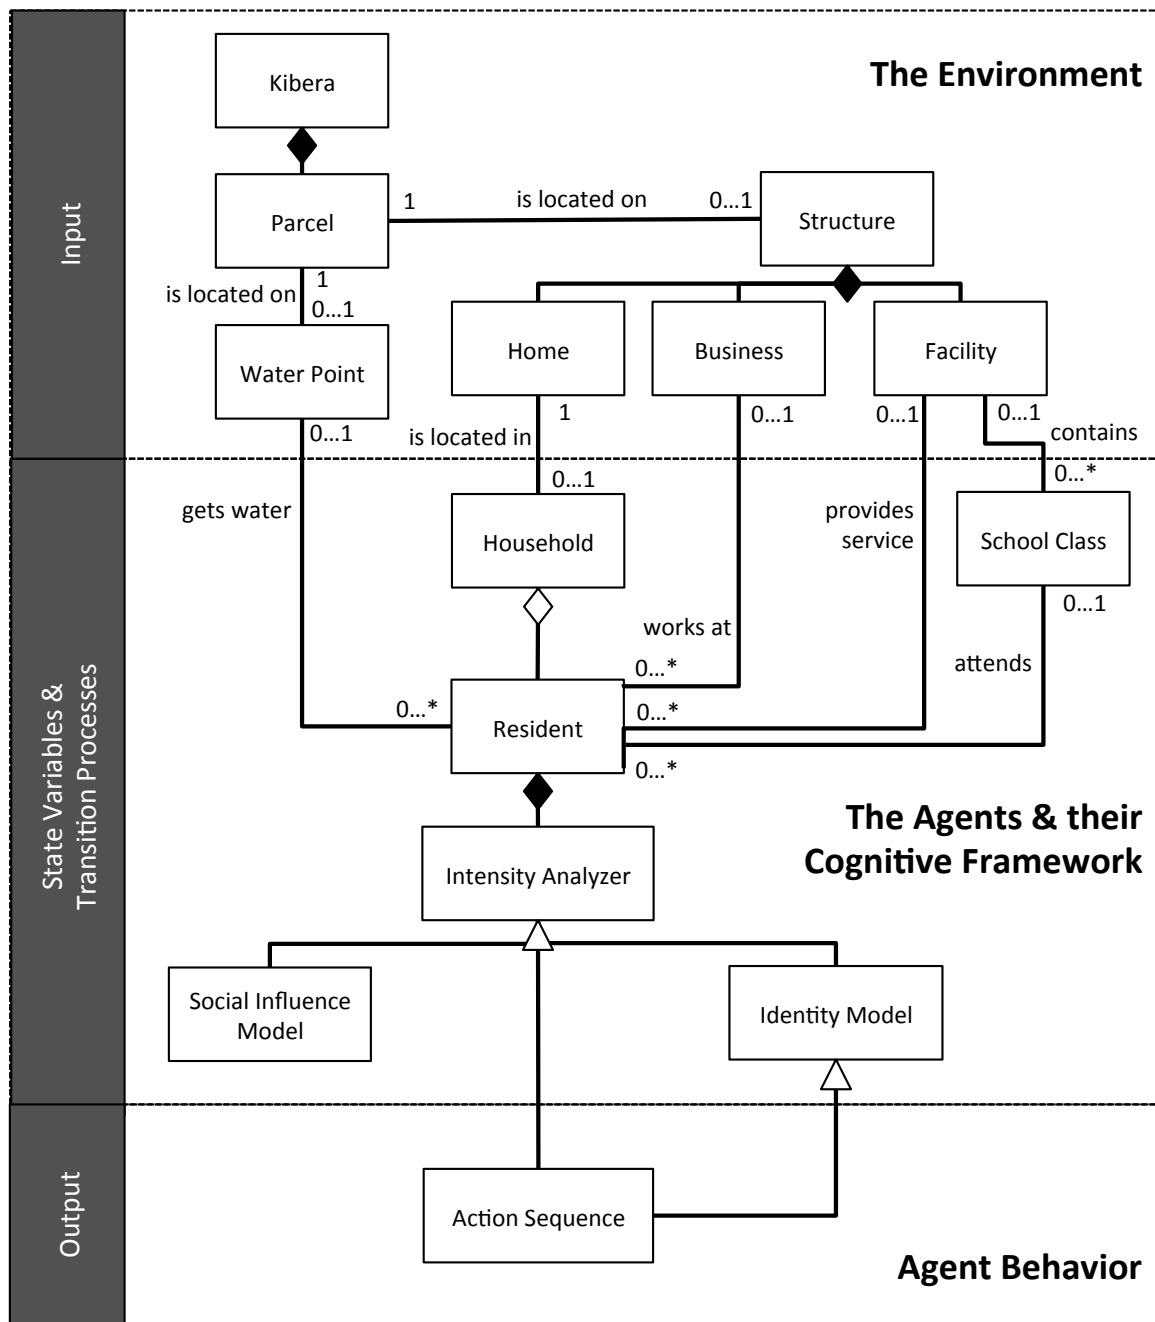 The Environment
Kibera
Input
Parcel
1
is located on
0...1
Structure
1
is located on
0...1
Water Point
0...1
Home
Business
Facility
1
is located in
0...1
0...1
0...1
0...1
contains
0...*
gets water
Household
provides
service
School Class
0...1
works at
attends
0...*
0...*
0...*
0...*
Resident
State Variables &
Transition Processes
The Agents & their
Cognitive Framework
Intensity Analyzer
Social Influence
Model
Identity Model
Output
Action Sequence
Agent Behavior